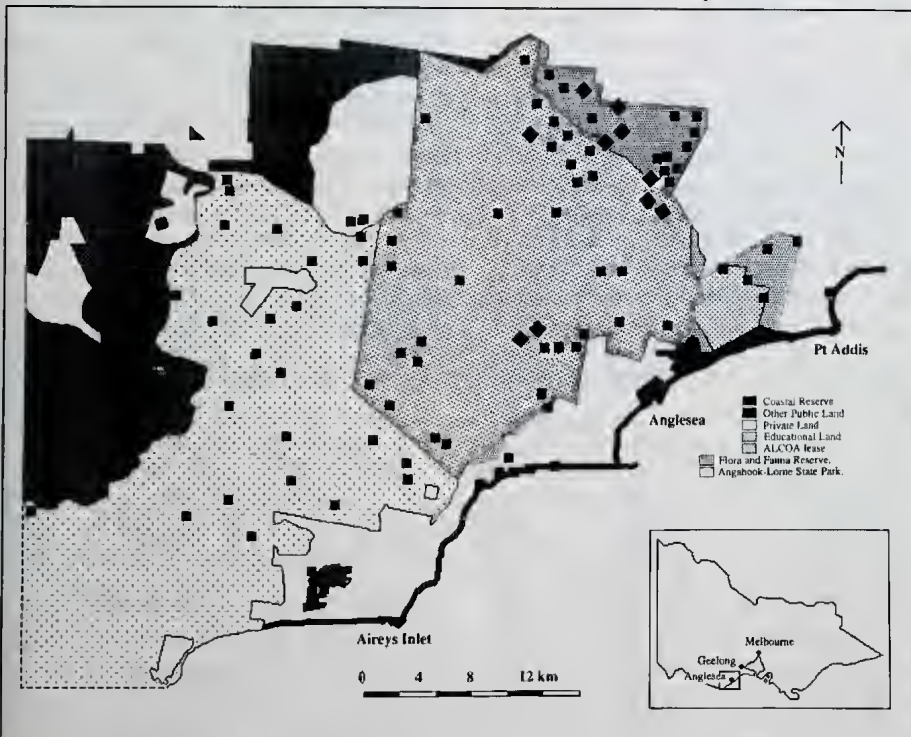 N
Pt Addis
Anglesea
Coastal Reserve
Other Public Land
Private Land
Educational Land
ALCOA lease
Flora and Fauna Reserve.
Angahook-Lorne State Park.
Aireys Inlet
0 4 8 12 km
Melbourne
Geelong
Anglesea